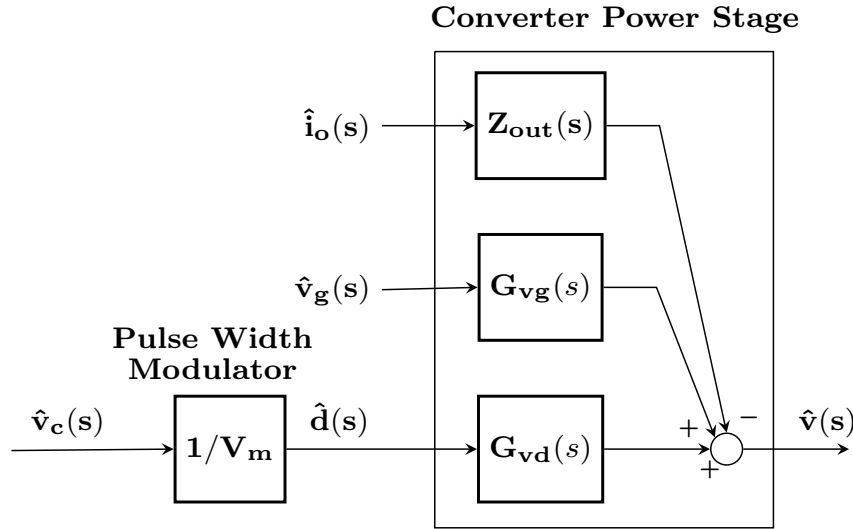 Converter Power Stage
î_o(s)
Z_out(s)
v̂_g(s)
G_vg(s)
Pulse Width
Modulator
v̂_c(s)
1/V_m
d̂(s)
G_vd(s)
+
+
−
v̂(s)